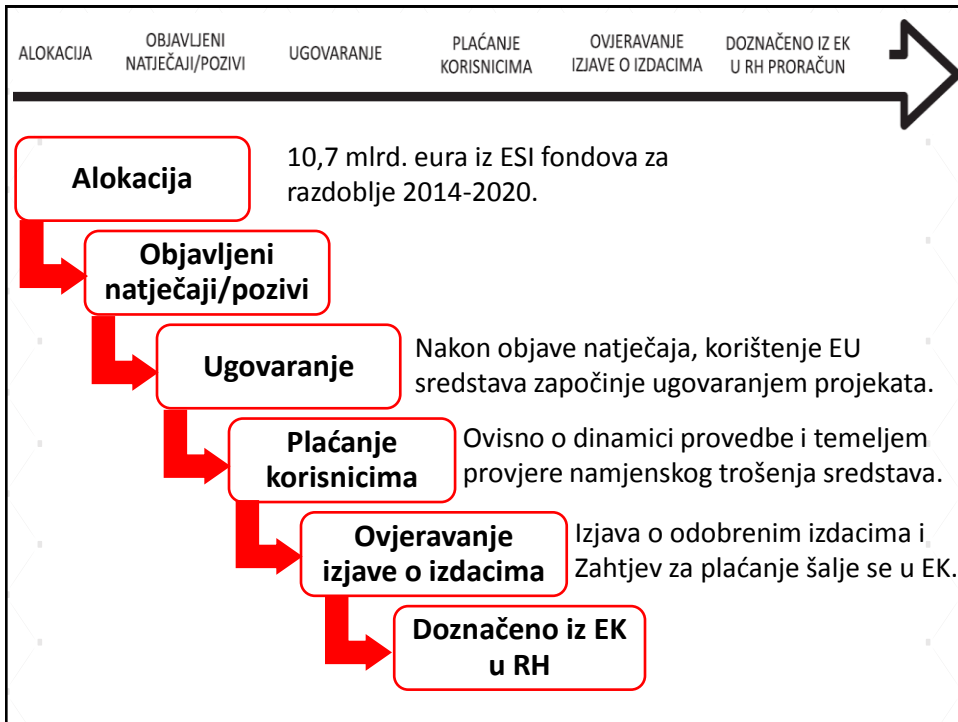 ALOKACIJA
OBJAVLJENI
NATJEČAJI/POZIVI
UGOVARANJE
PLAĆANJE
KORISNICIMA
OVJERAVANJE
IZJAVE O IZDACIMA
DOZNAČENO IZ EK
U RH PRORAČUN
Alokacija
10,7 mlrd. eura iz ESI fondova za
razdoblje 2014-2020.
Objavljeni
natječaji/pozivi
Ugovaranje
Nakon objave natječaja, korištenje EU
sredstava započinje ugovaranjem projekata.
Plaćanje
korisnicima
Ovisno o dinamici provedbe i temeljem
provjere namjenskog trošenja sredstava.
Ovjeravanje
izjave o izdacima
Izjava o odobrenim izdacima i
Zahtjev za plaćanje šalje se u EK.
Doznačeno iz EK
u RH